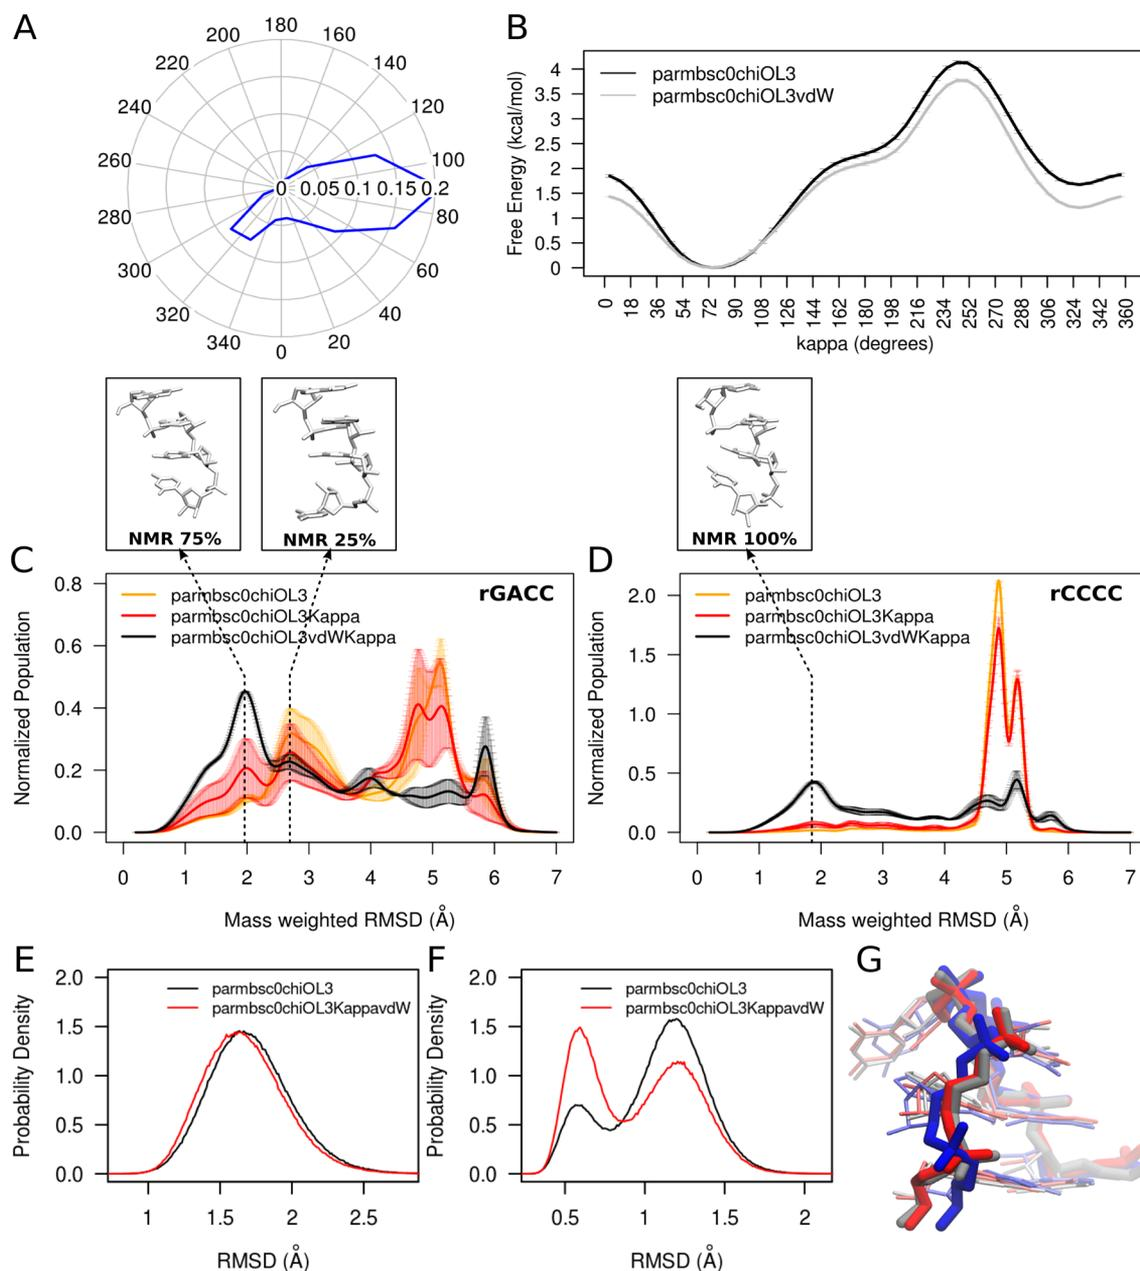 A
180
200 160
220 140
240 120
260 100
0 0.05 0.1 0.15 0.2
280 80
300 60
320 40
340 20
0
B
parmbsc0chiOL3
parmbsc0chiOL3vdW
Free Energy (kcal/mol)
4
3.5
3
2.5
2
1.5
1
0.5
0
0 18 36 54 72 90 108 126 144 162 180 198 216 234 252 270 288 306 324 342 360
kappa (degrees)
NMR 75%
NMR 25%
NMR 100%
C
rGACC
parmbsc0chiOL3
parmbsc0chiOL3Kappa
parmbsc0chiOL3vdWKappa
Normalized Population
0.8
0.6
0.4
0.2
0.0
0 1 2 3 4 5 6 7
Mass weighted RMSD (Å)
D
rCCCC
parmbsc0chiOL3
parmbsc0chiOL3Kappa
parmbsc0chiOL3vdWKappa
Normalized Population
2.0
1.5
1.0
0.5
0.0
0 1 2 3 4 5 6 7
Mass weighted RMSD (Å)
E
parmbsc0chiOL3
parmbsc0chiOL3KappavdW
Probability Density
2.0
1.5
1.0
0.5
0.0
1 1.5 2 2.5
RMSD (Å)
F
parmbsc0chiOL3
parmbsc0chiOL3KappavdW
Probability Density
2.0
1.5
1.0
0.5
0.0
0.5 1 1.5 2
RMSD (Å)
G